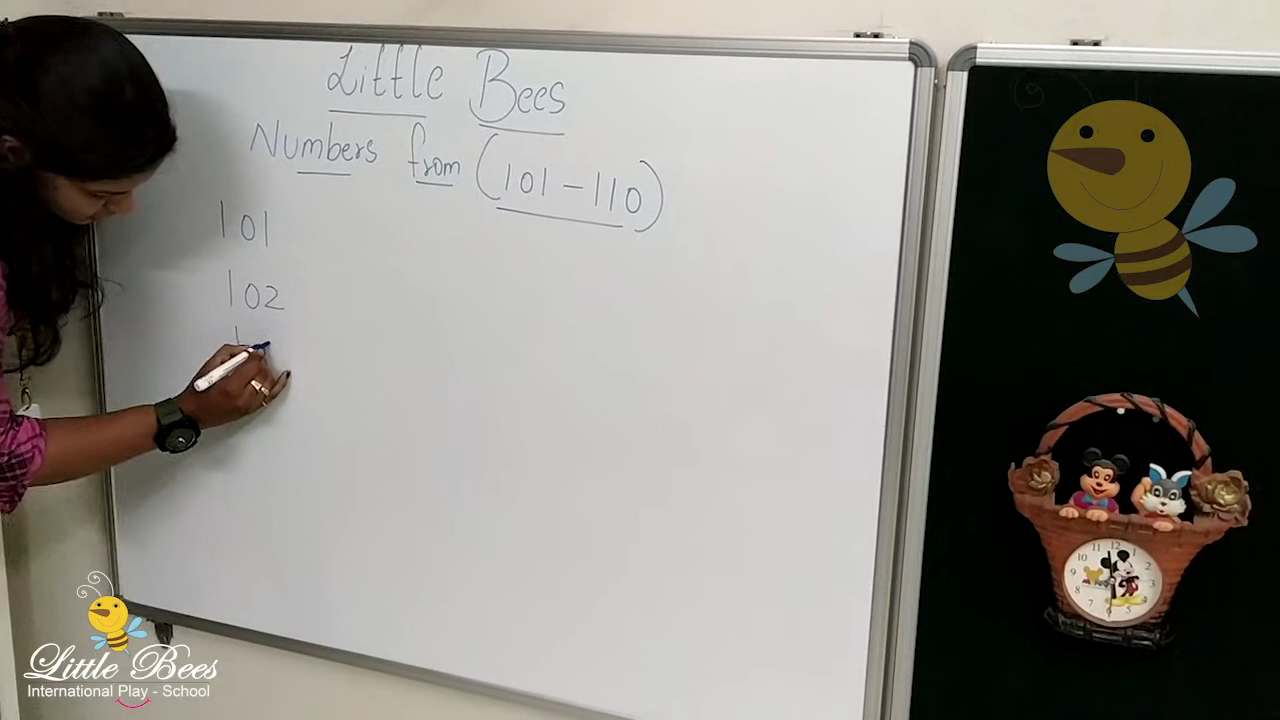 Little Bees
Numbers from (101 - 110)
101
102
Little Bees
International Play - School